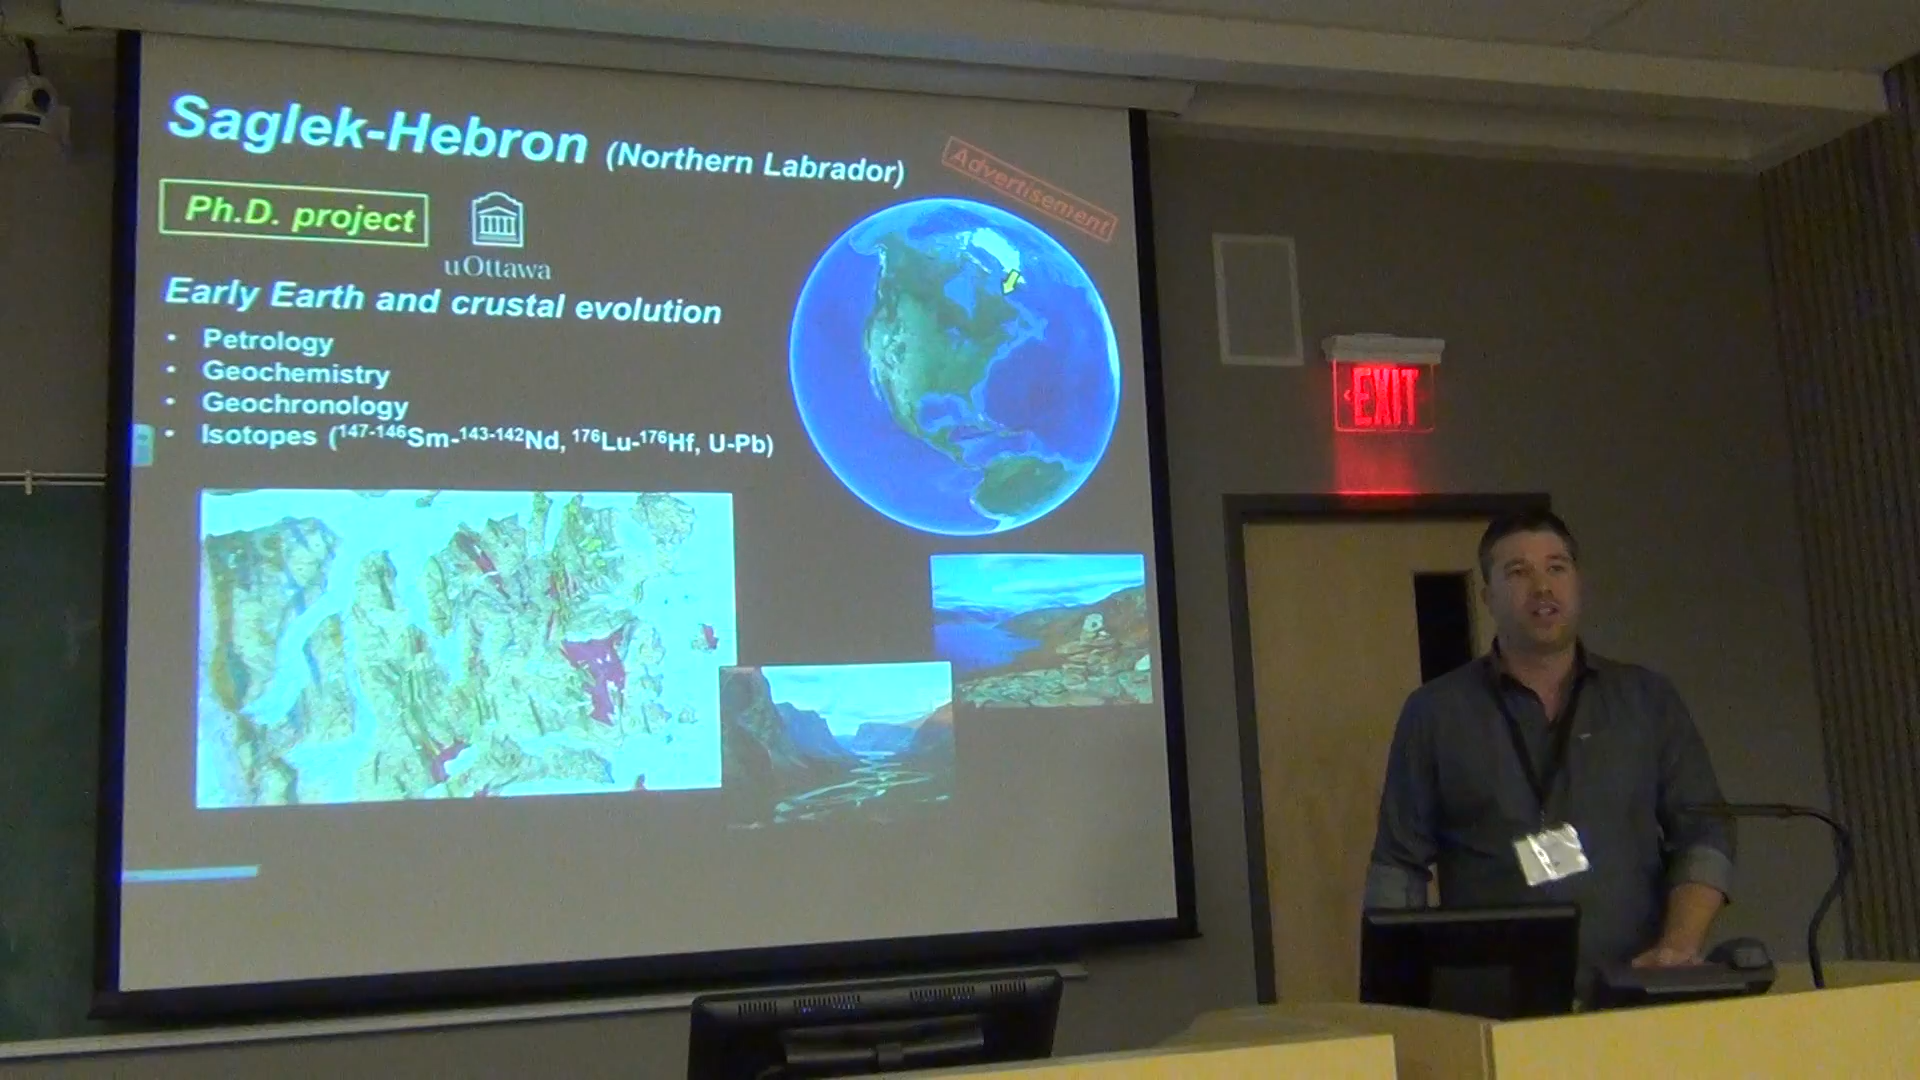 Saglek-Hebron (Northern Labrador)
Advertisement
Ph.D. project
uOttawa
Early Earth and crustal evolution
• Petrology
• Geochemistry
• Geochronology
• Isotopes (¹⁴⁷⁻¹⁴⁶Sm-¹⁴³⁻¹⁴²Nd, ¹⁷⁶Lu-¹⁷⁶Hf, U-Pb)
EXIT